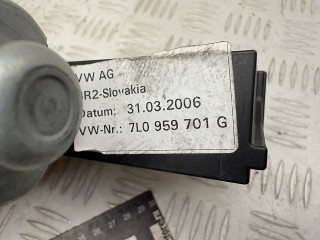 VW AG
R2-Slovakia
Datum: 31.03.2006
VW-Nr.: 7L0 959 701 G